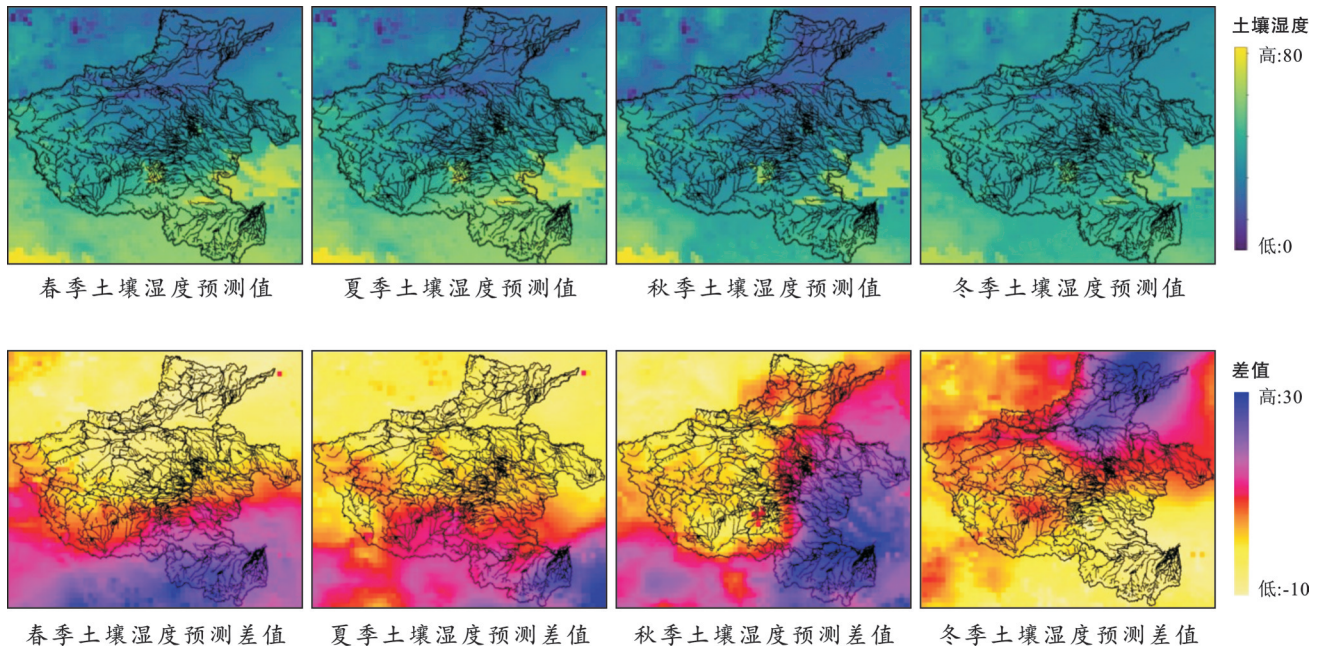 土壤湿度
高:80
低:0
春季土壤湿度预测值
夏季土壤湿度预测值
秋季土壤湿度预测值
冬季土壤湿度预测值
差值
高:30
低:-10
春季土壤湿度预测差值
夏季土壤湿度预测差值
秋季土壤湿度预测差值
冬季土壤湿度预测差值